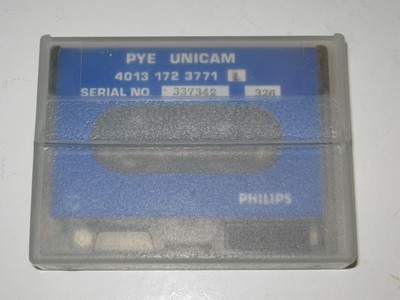 PYE UNICAM
4013 172 3771 L
SERIAL NO. 337342 326
PHILIPS